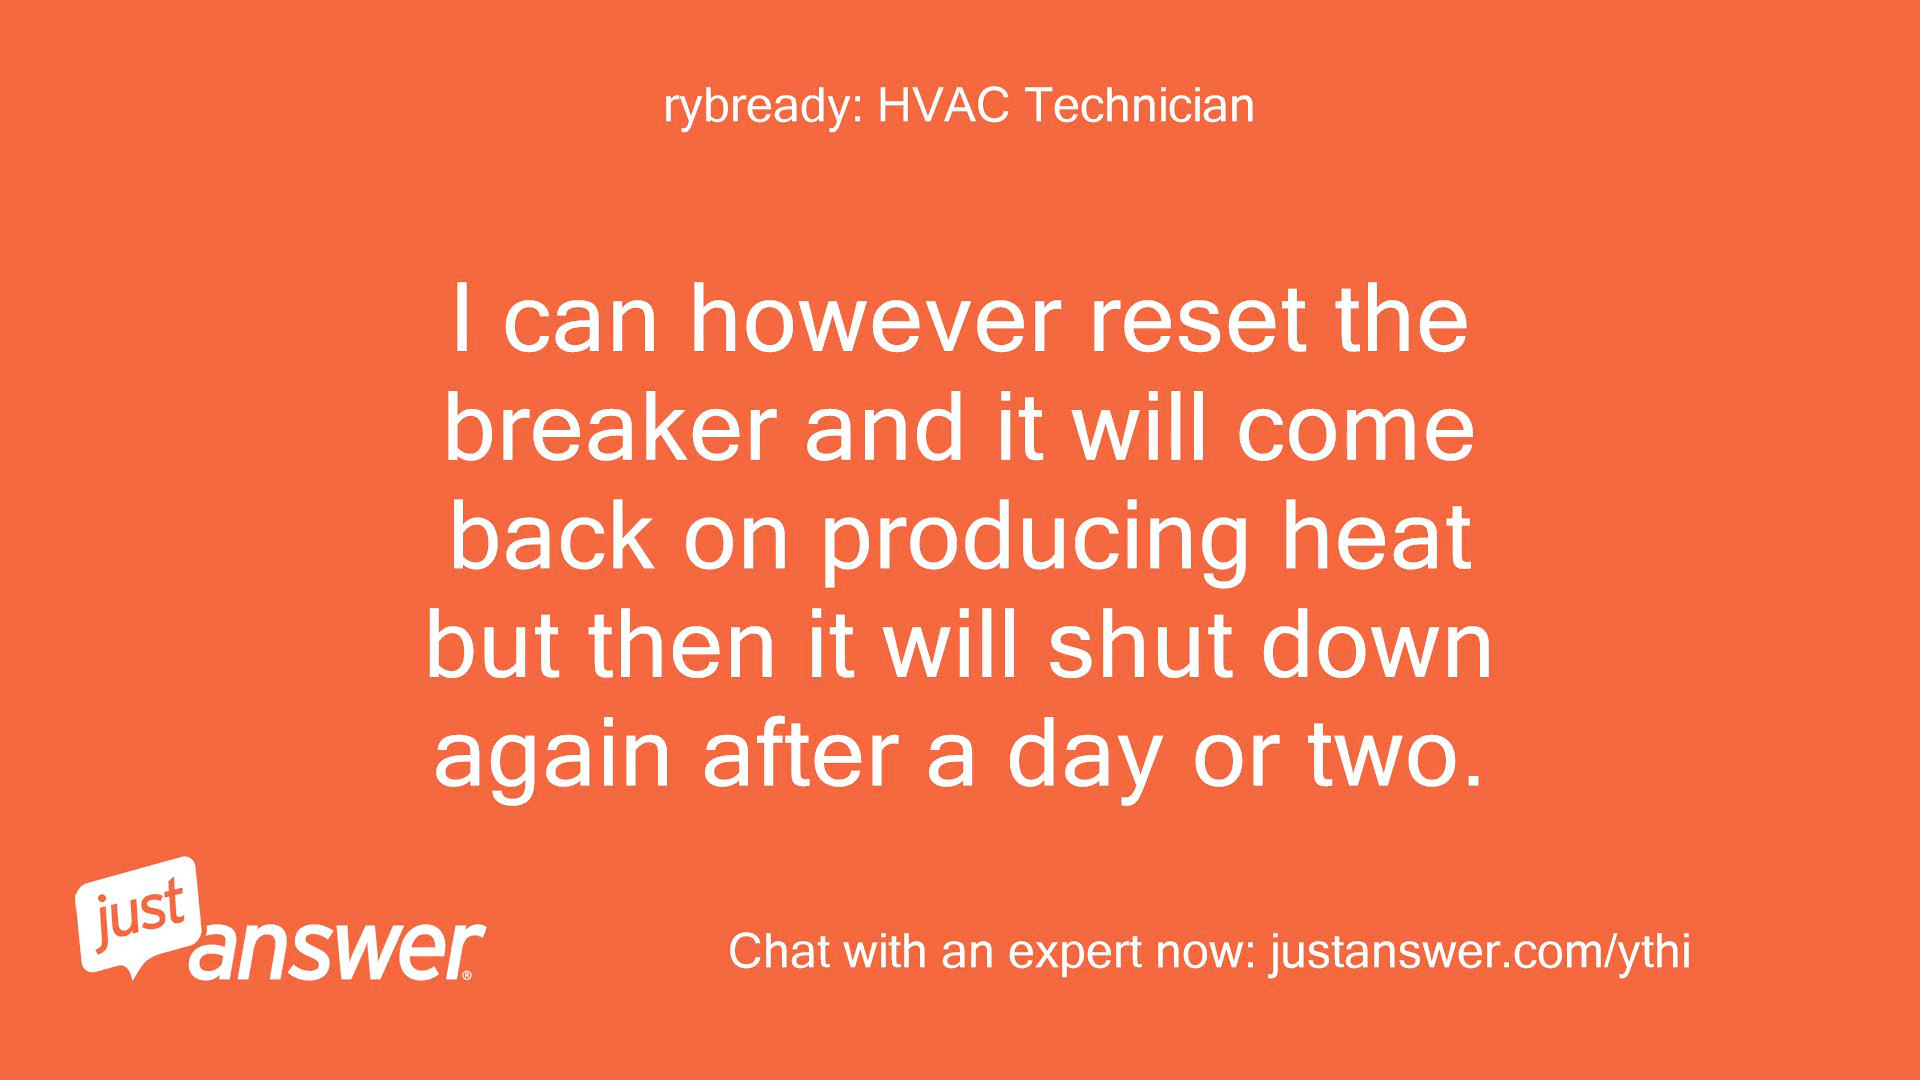 rybready: HVAC Technician
I can however reset the
breaker and it will come
back on producing heat
but then it will shut down
again after a day or two.
just
answer®
Chat with an expert now: justanswer.com/ythi